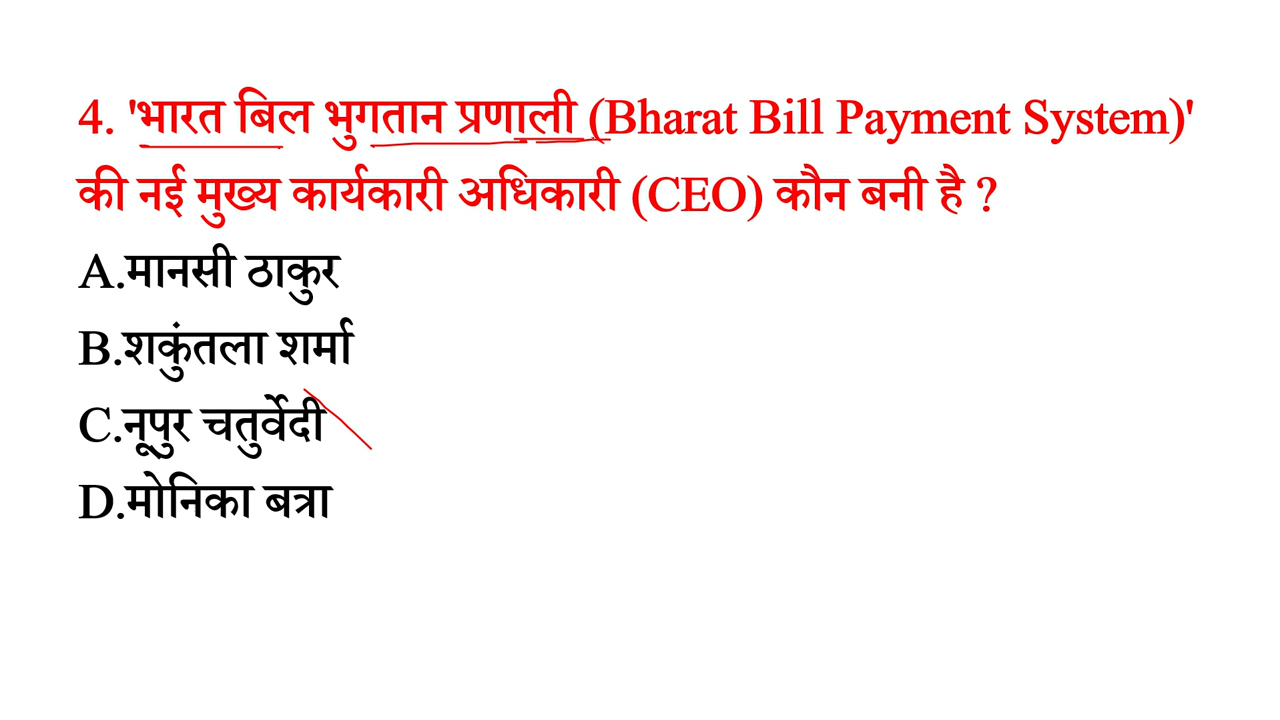 4. 'भारत बिल भुगतान प्रणाली (Bharat Bill Payment System)'
की नई मुख्य कार्यकारी अधिकारी (CEO) कौन बनी है ?
A.मानसी ठाकुर
B.शकुंतला शर्मा
C.नूपुर चतुर्वेदी
D.मोनिका बत्रा